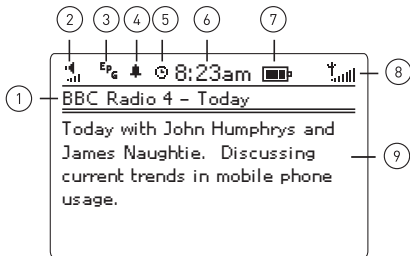 2 3 4 5 6 7
EPG 8:23am 8
1 BBC Radio 4 – Today
Today with John Humphrys and
James Naughtie. Discussing 9
current trends in mobile phone
usage.